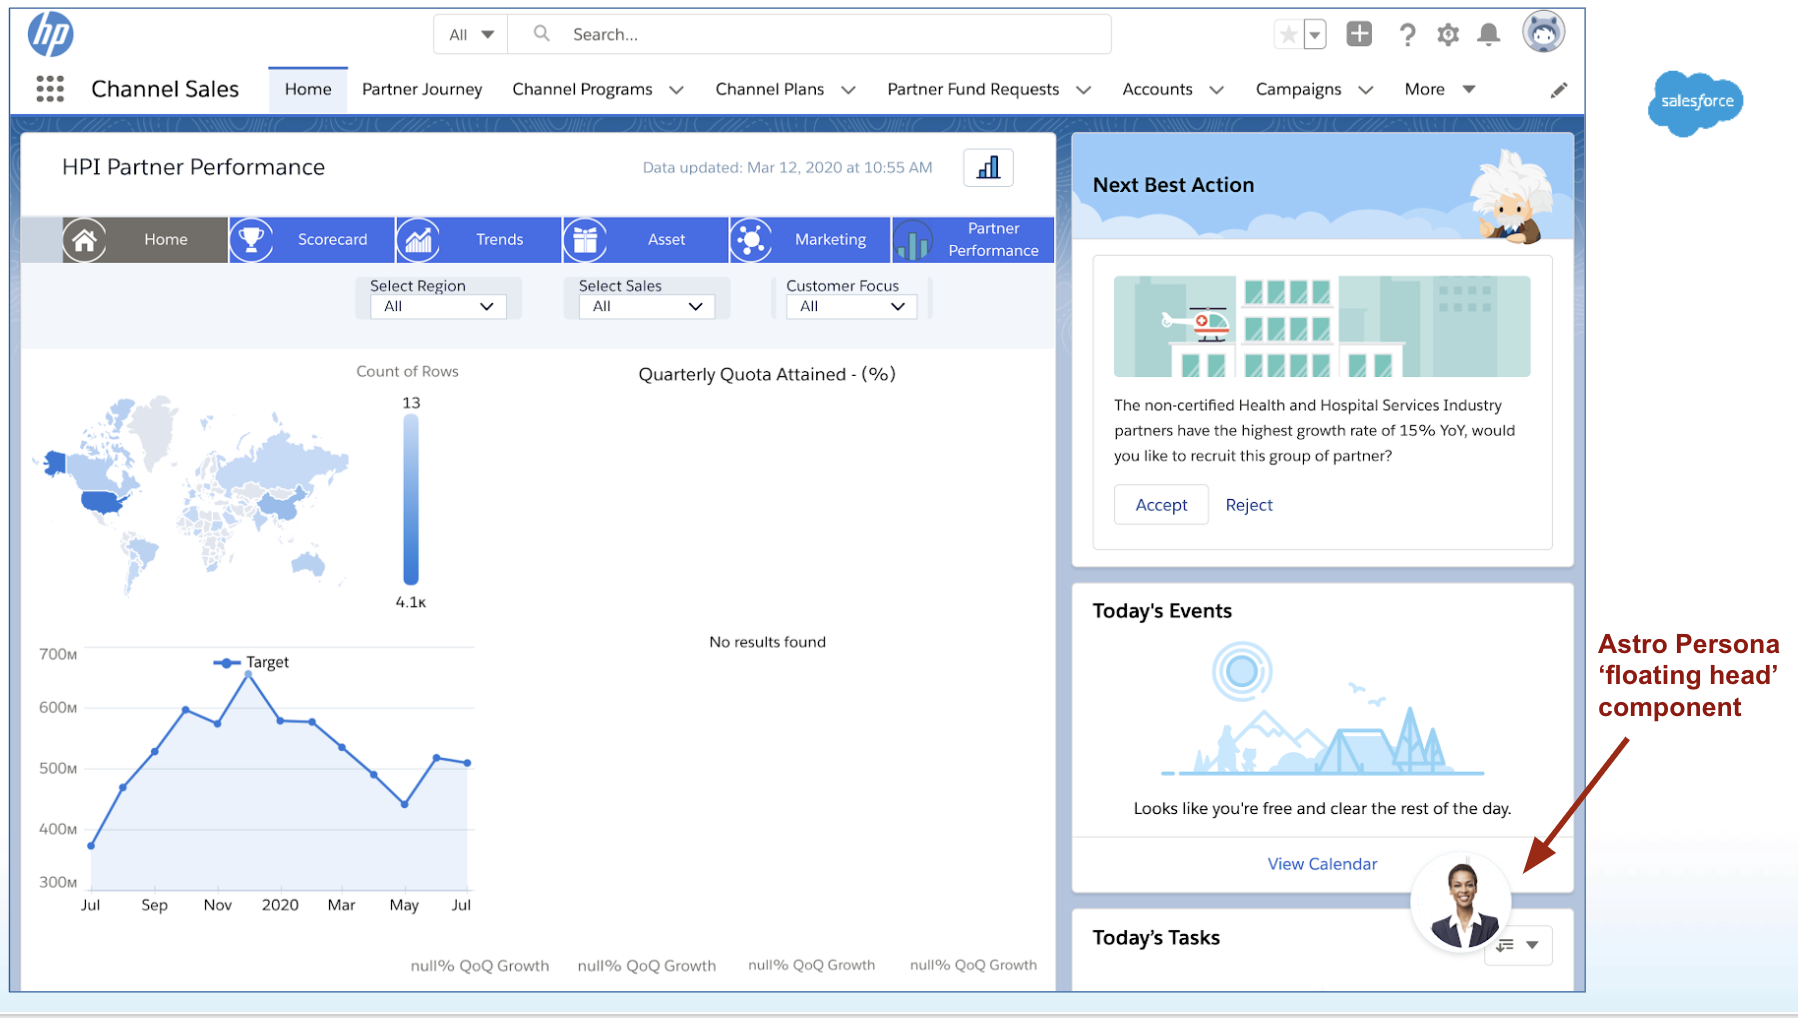 hp
All
Search...
Channel Sales
Home
Partner Journey
Channel Programs
Channel Plans
Partner Fund Requests
Accounts
Campaigns
More
salesforce
HPI Partner Performance
Data updated: Mar 12, 2020 at 10:55 AM
Home
Scorecard
Trends
Asset
Marketing
Partner
Performance
Select Region
All
Select Sales
All
Customer Focus
All
Count of Rows
13
4.1K
Quarterly Quota Attained - (%)
No results found
Target
700M
600M
500M
400M
300M
Jul
Sep
Nov
2020
Mar
May
Jul
null% QoQ Growth
null% QoQ Growth
null% QoQ Growth
null% QoQ Growth
Next Best Action
The non-certified Health and Hospital Services Industry
partners have the highest growth rate of 15% YoY, would
you like to recruit this group of partner?
Accept
Reject
Today's Events
Looks like you're free and clear the rest of the day.
View Calendar
Today’s Tasks
Astro Persona
‘floating head’
component